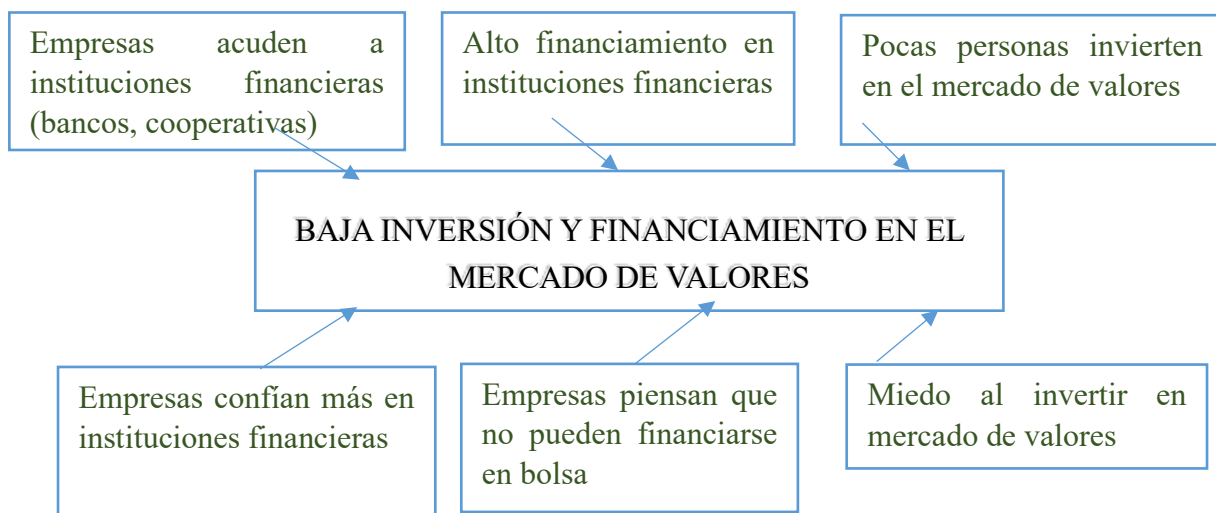 Empresas acuden a
instituciones financieras
(bancos, cooperativas)
Alto financiamiento en
instituciones financieras
Pocas personas invierten
en el mercado de valores
BAJA INVERSIÓN Y FINANCIAMIENTO EN EL
MERCADO DE VALORES
Empresas confían más en
instituciones financieras
Empresas piensan que
no pueden financiarse
en bolsa
Miedo al invertir en
mercado de valores